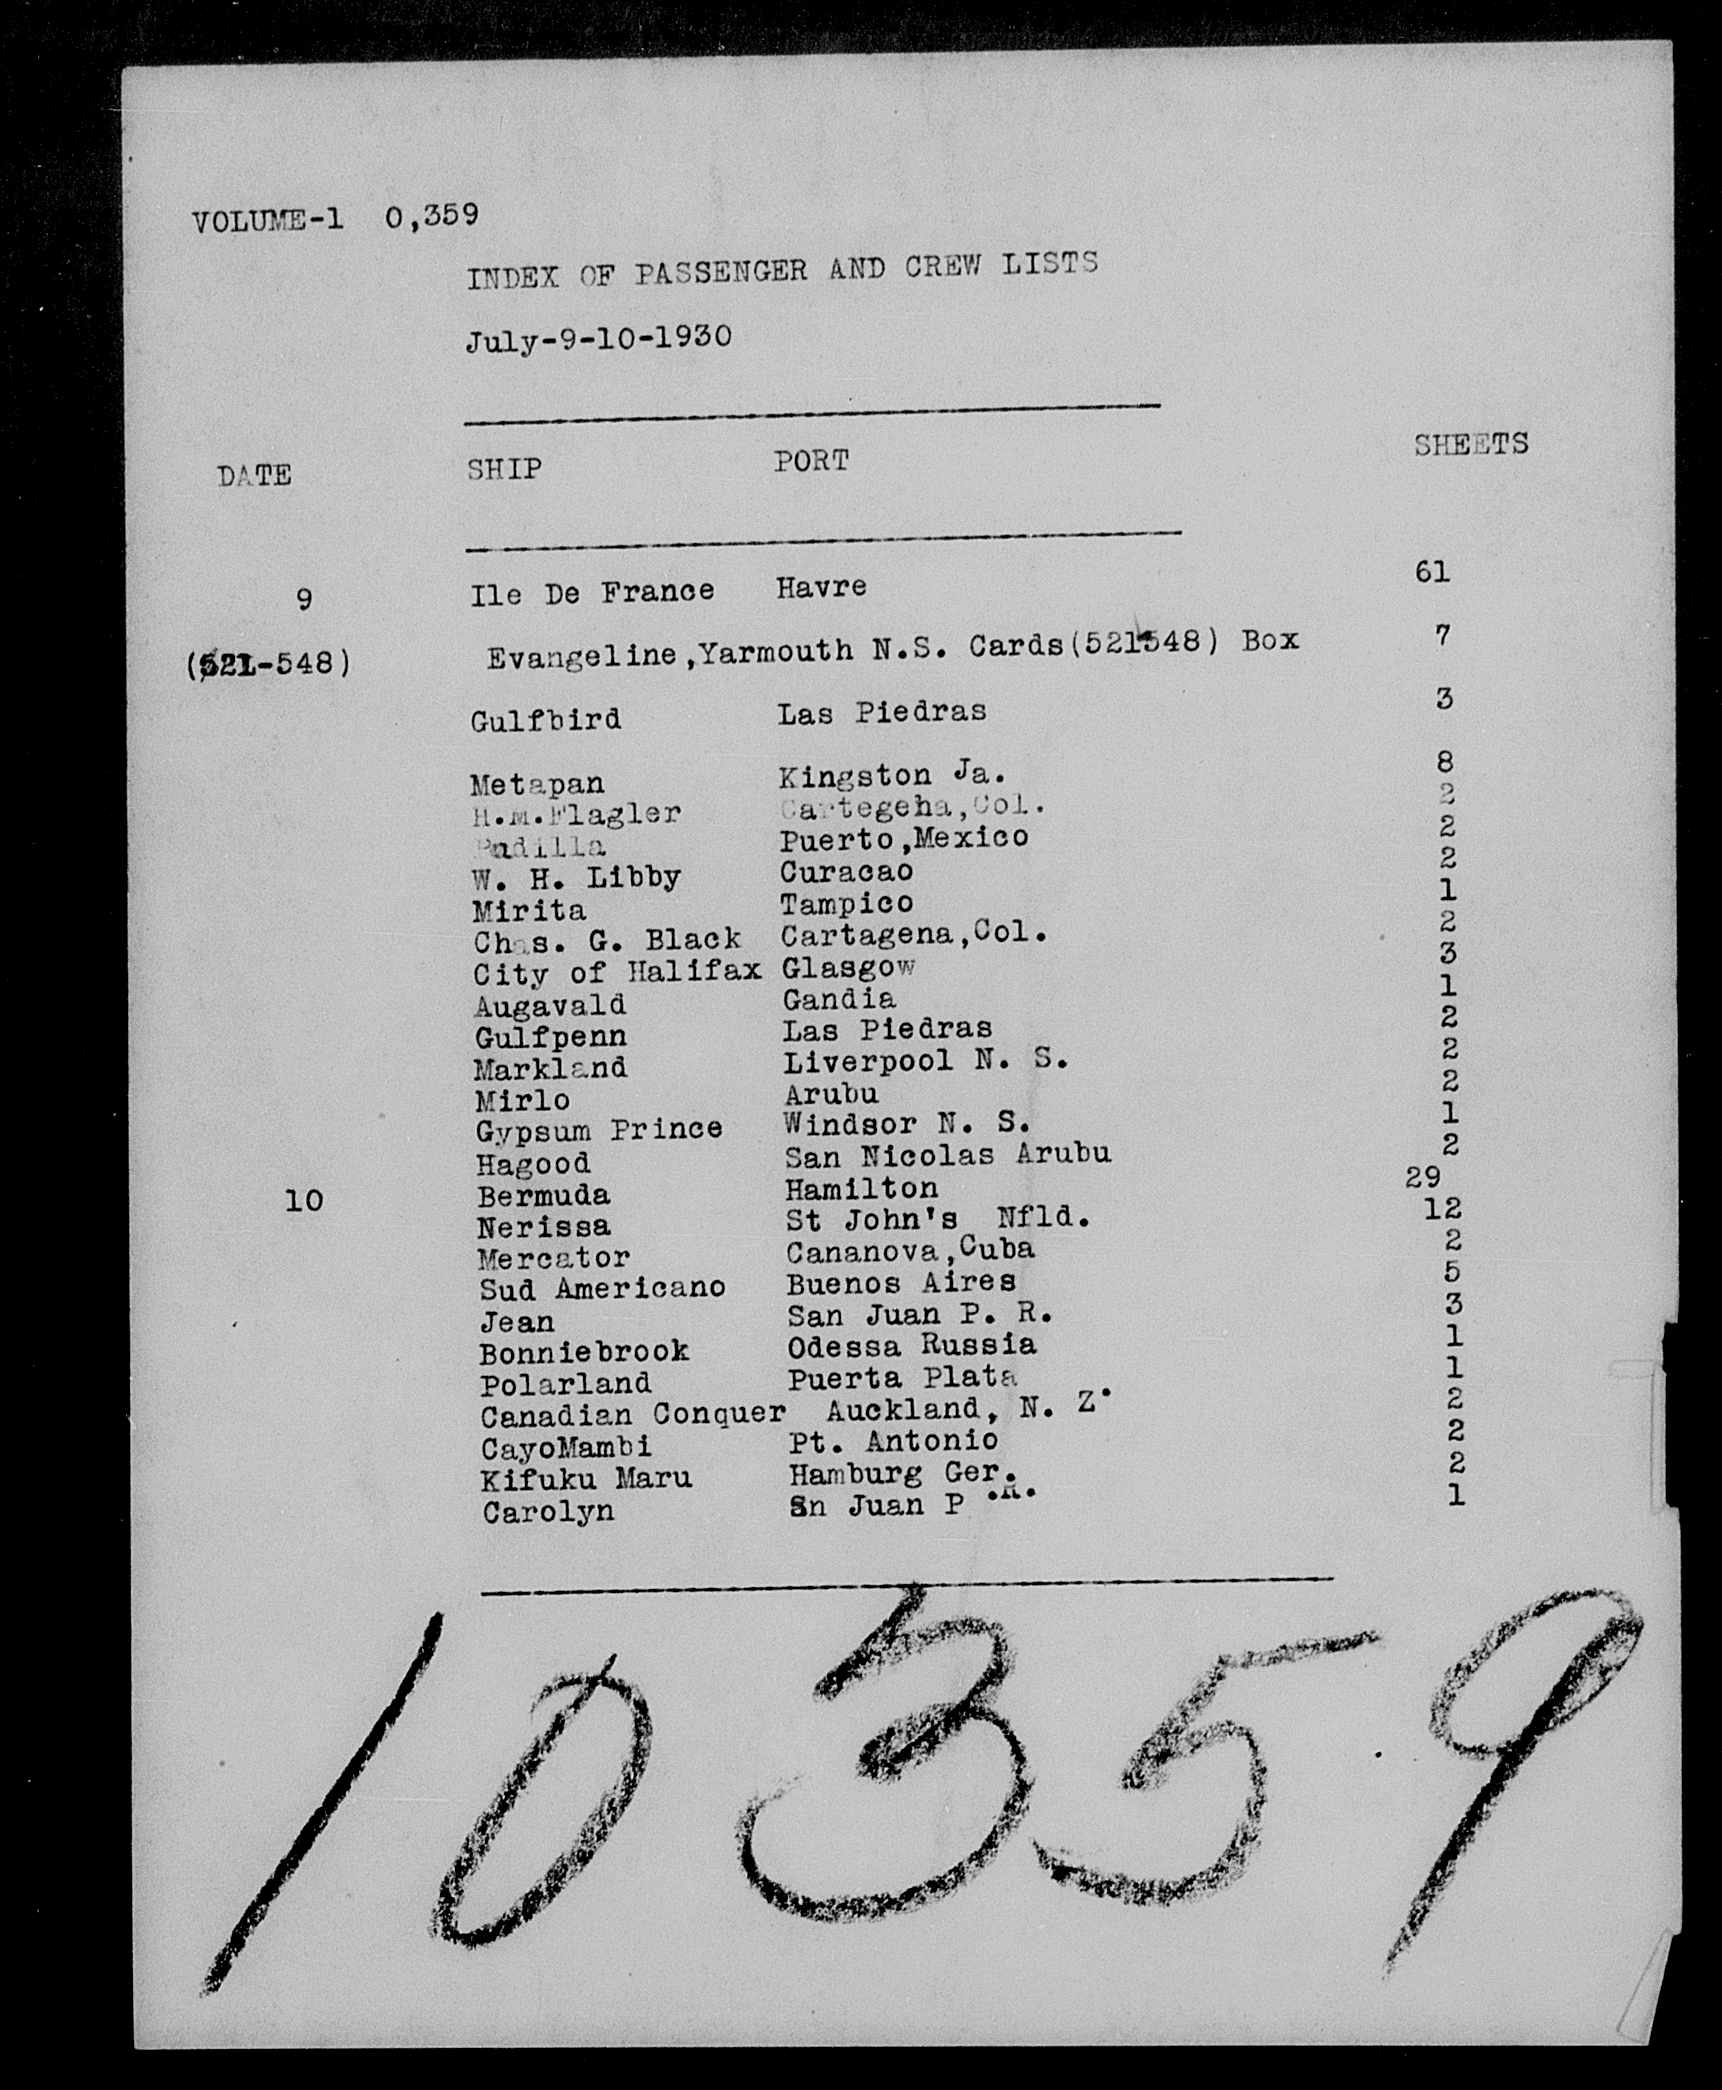 VOLUME-1 0,359
INDEX OF PASSENGER AND CREW LISTS
July-9-10-1930
DATE SHIP PORT SHEETS
9 Ile De France Havre 61
(521-548) Evangeline,Yarmouth N.S. Cards(521-548) Box 7
Gulfbird Las Piedras 3
Metapan Kingston Ja. 8
H.M.Flagler Cartegeha,Col. 2
Padilla Puerto,Mexico 2
W. H. Libby Curacao 2
Mirita Tampico 1
Chas. G. Black Cartagena,Col. 2
City of Halifax Glasgow 3
Augavald Gandia 1
Gulfpenn Las Piedras 2
Markland Liverpool N. S. 2
Mirlo Arubu 2
Gypsum Prince Windsor N. S. 1
Hagood San Nicolas Arubu 2
10 Bermuda Hamilton 29
Nerissa St John's Nfld. 12
Mercator Cananova,Cuba 2
Sud Americano Buenos Aires 5
Jean San Juan P. R. 3
Bonniebrook Odessa Russia 1
Polarland Puerta Plata 1
Canadian Conquer Auckland, N. Z. 2
CayoMambi Pt. Antonio 2
Kifuku Maru Hamburg Ger. 2
Carolyn Sn Juan P .R. 1
10359